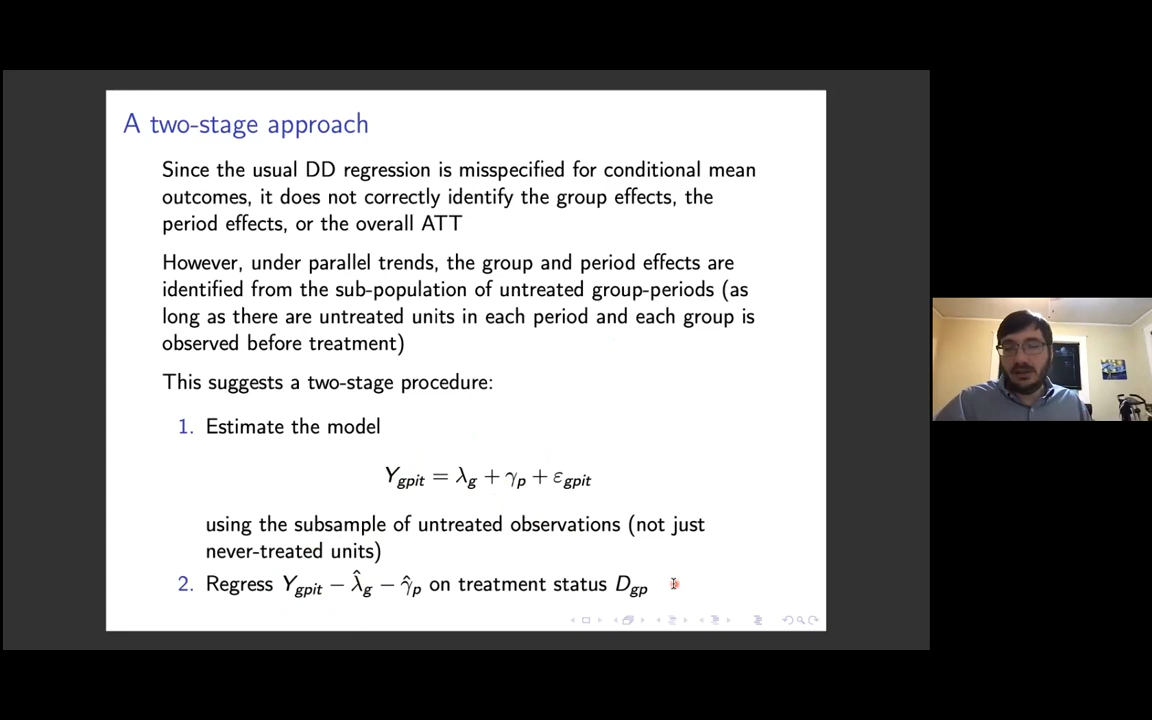 A two-stage approach
Since the usual DD regression is misspecified for conditional mean
outcomes, it does not correctly identify the group effects, the
period effects, or the overall ATT
However, under parallel trends, the group and period effects are
identified from the sub-population of untreated group-periods (as
long as there are untreated units in each period and each group is
observed before treatment)
This suggests a two-stage procedure:
1. Estimate the model
Y_gpit = λ_g + γ_p + ε_gpit
using the subsample of untreated observations (not just
never-treated units)
2. Regress Y_gpit − λ̂_g − γ̂_p on treatment status D_gp